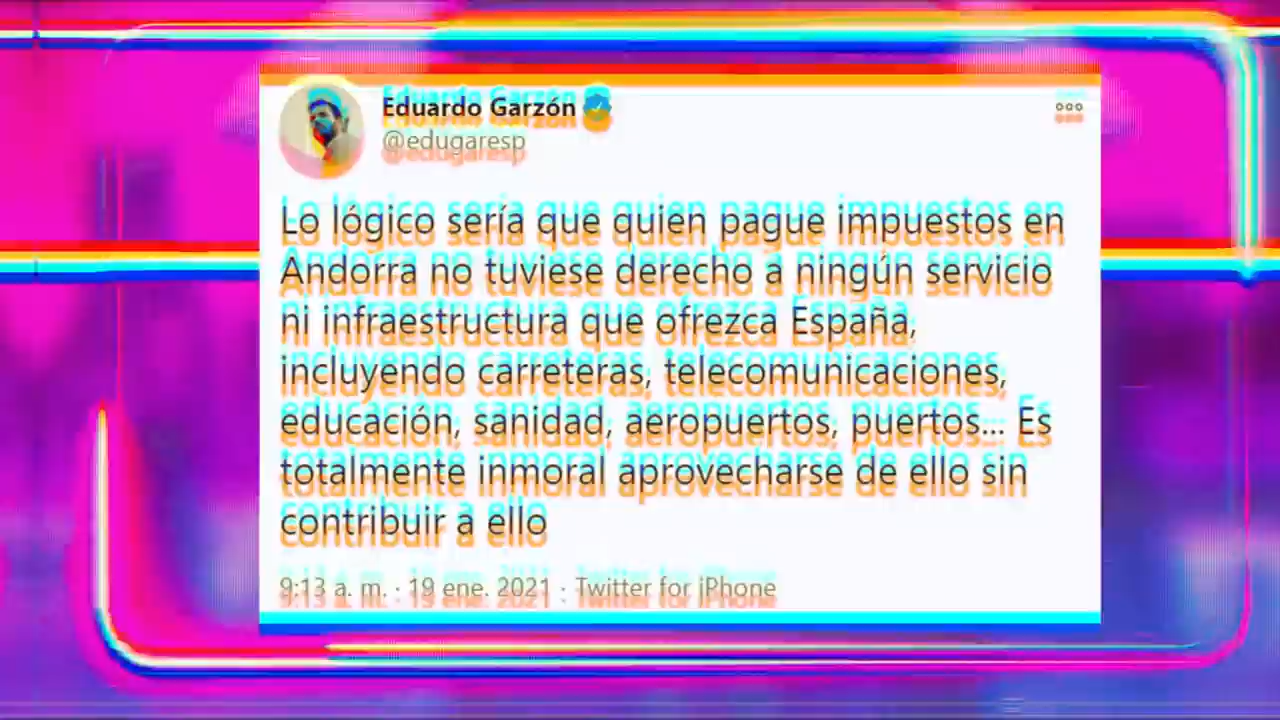 Eduardo Garzón
@edugaresp
Lo lógico sería que quien pague impuestos en
Andorra no tuviese derecho a ningún servicio
ni infraestructura que ofrezca España,
incluyendo carreteras, telecomunicaciones,
educación, sanidad, aeropuertos, puertos... Es
totalmente inmoral aprovecharse de ello sin
contribuir a ello
9:13 a. m. · 19 ene. 2021 · Twitter for iPhone